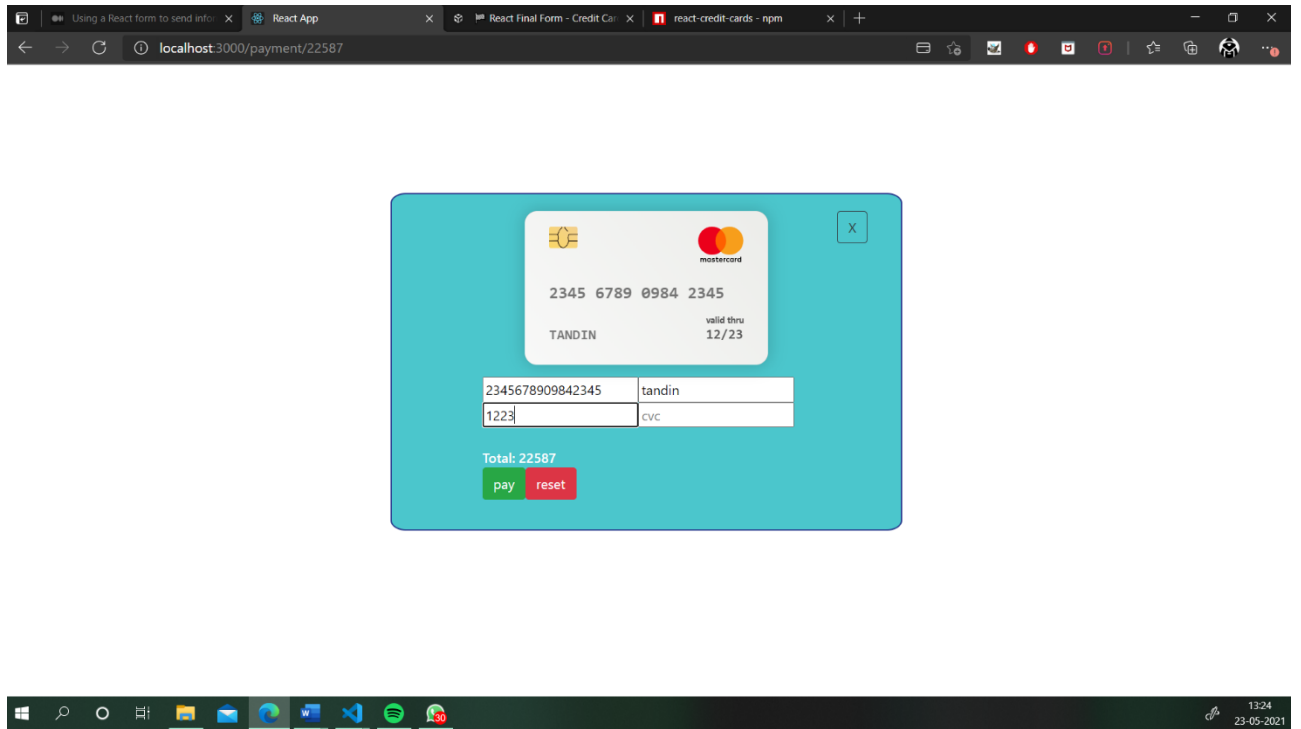 Using a React form to send infor
React App
React Final Form - Credit Car
react-credit-cards - npm
localhost:3000/payment/22587
X
mastercard
2345 6789 0984 2345
valid thru
TANDIN 12/23
2345678909842345 tandin
1223 cvc
Total: 22587
pay reset
W 30
13:24
23-05-2021